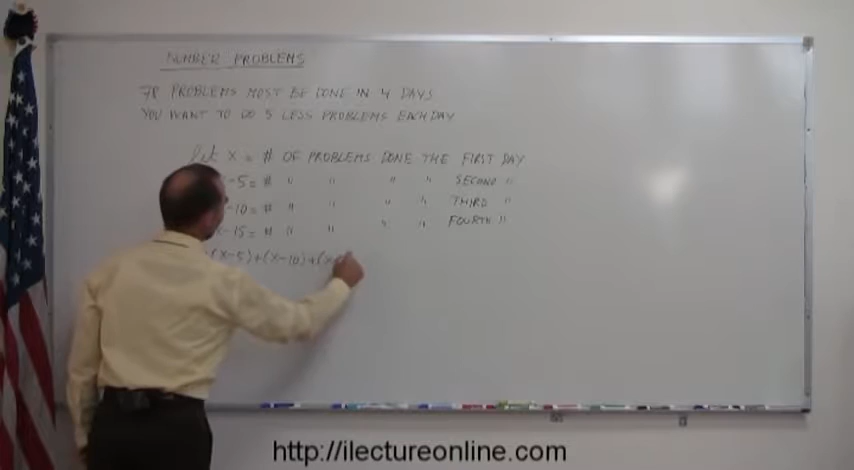 NUMBER PROBLEMS
78 PROBLEMS MUST BE DONE IN 4 DAYS
YOU WANT TO DO 5 LESS PROBLEMS EACH DAY
let X = # OF PROBLEMS DONE THE FIRST DAY
-5 = # " " " " SECOND "
-10 = # " " " " THIRD "
X-15 = # " " " " FOURTH "
(X-5)+(X-10)+(X
http://ilectureonline.com